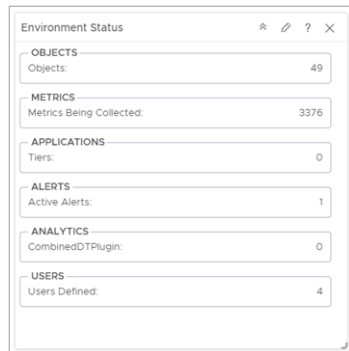 Environment Status
OBJECTS
Objects: 49
METRICS
Metrics Being Collected: 3376
APPLICATIONS
Tiers: 0
ALERTS
Active Alerts: 1
ANALYTICS
CombinedDTPlugin: 0
USERS
Users Defined: 4